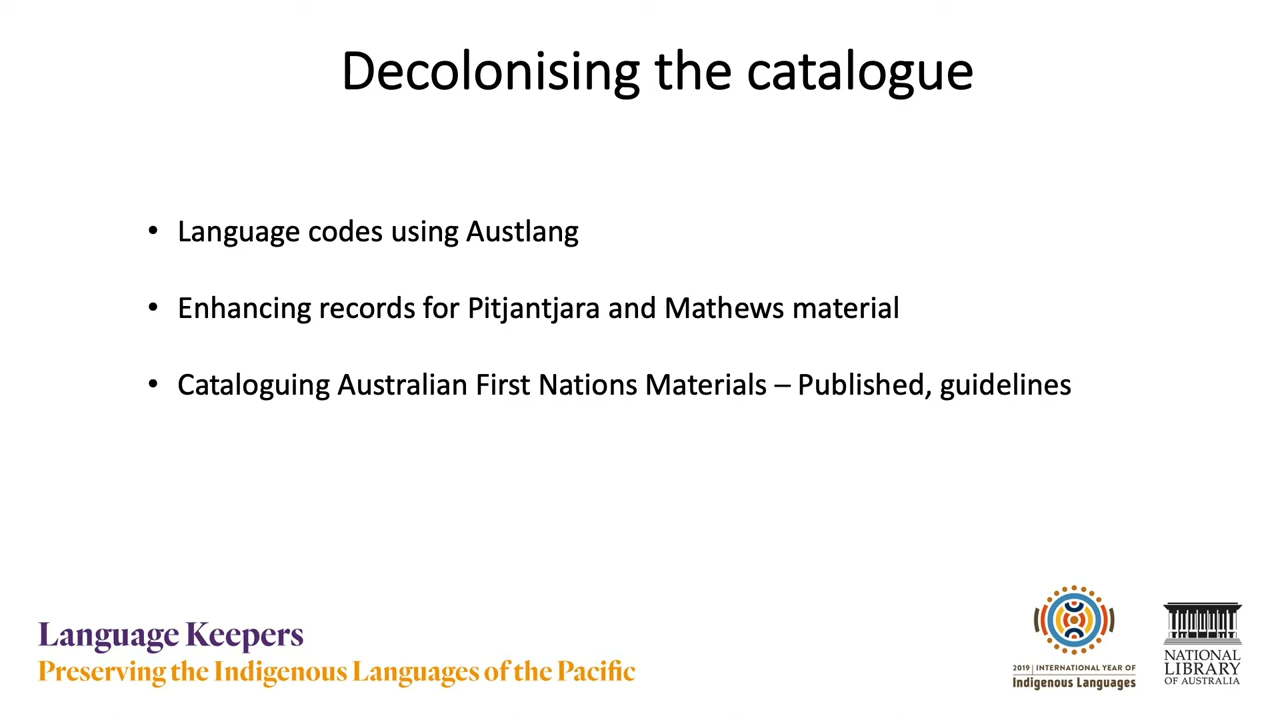 Decolonising the catalogue
• Language codes using Austlang
• Enhancing records for Pitjantjara and Mathews material
• Cataloguing Australian First Nations Materials – Published, guidelines
Language Keepers
Preserving the Indigenous Languages of the Pacific
2019 | INTERNATIONAL YEAR OF
Indigenous Languages
NATIONAL
LIBRARY
OF AUSTRALIA